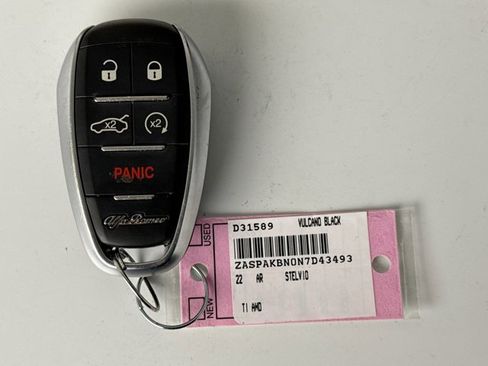 x2
x2
PANIC
Alfa Romeo
USED
NEW
D31589 VULCANO BLACK
ZASPAKBN0N7D43493
22 AR STELVIO
TI AWD